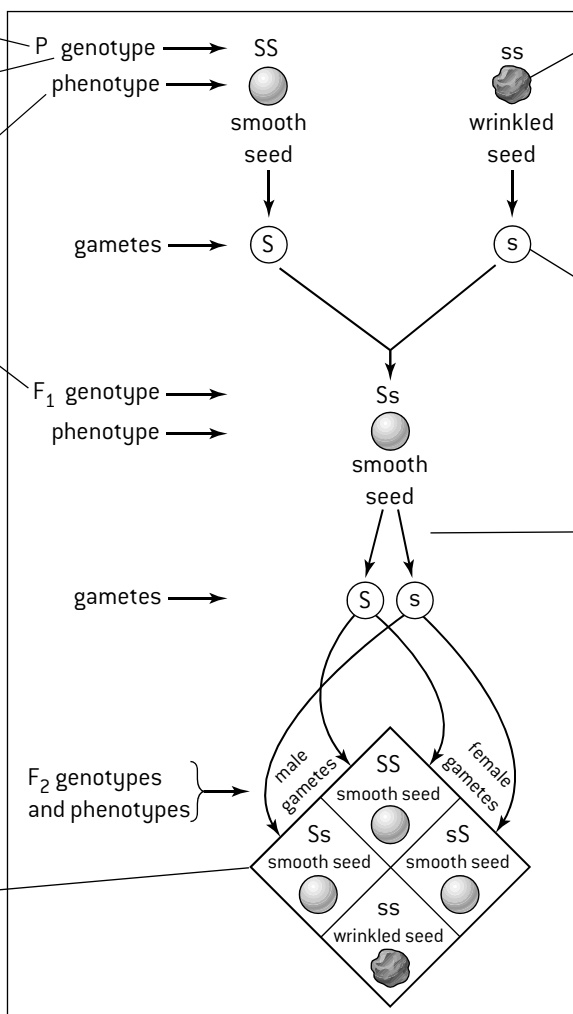 P genotype SS ss
phenotype
smooth wrinkled
seed seed
gametes S s
F₁ genotype Ss
phenotype
smooth
seed
gametes S s
male
gametes
female
gametes
F₂ genotypes
and phenotypes
SS
smooth seed
Ss sS
smooth seed smooth seed
ss
wrinkled seed